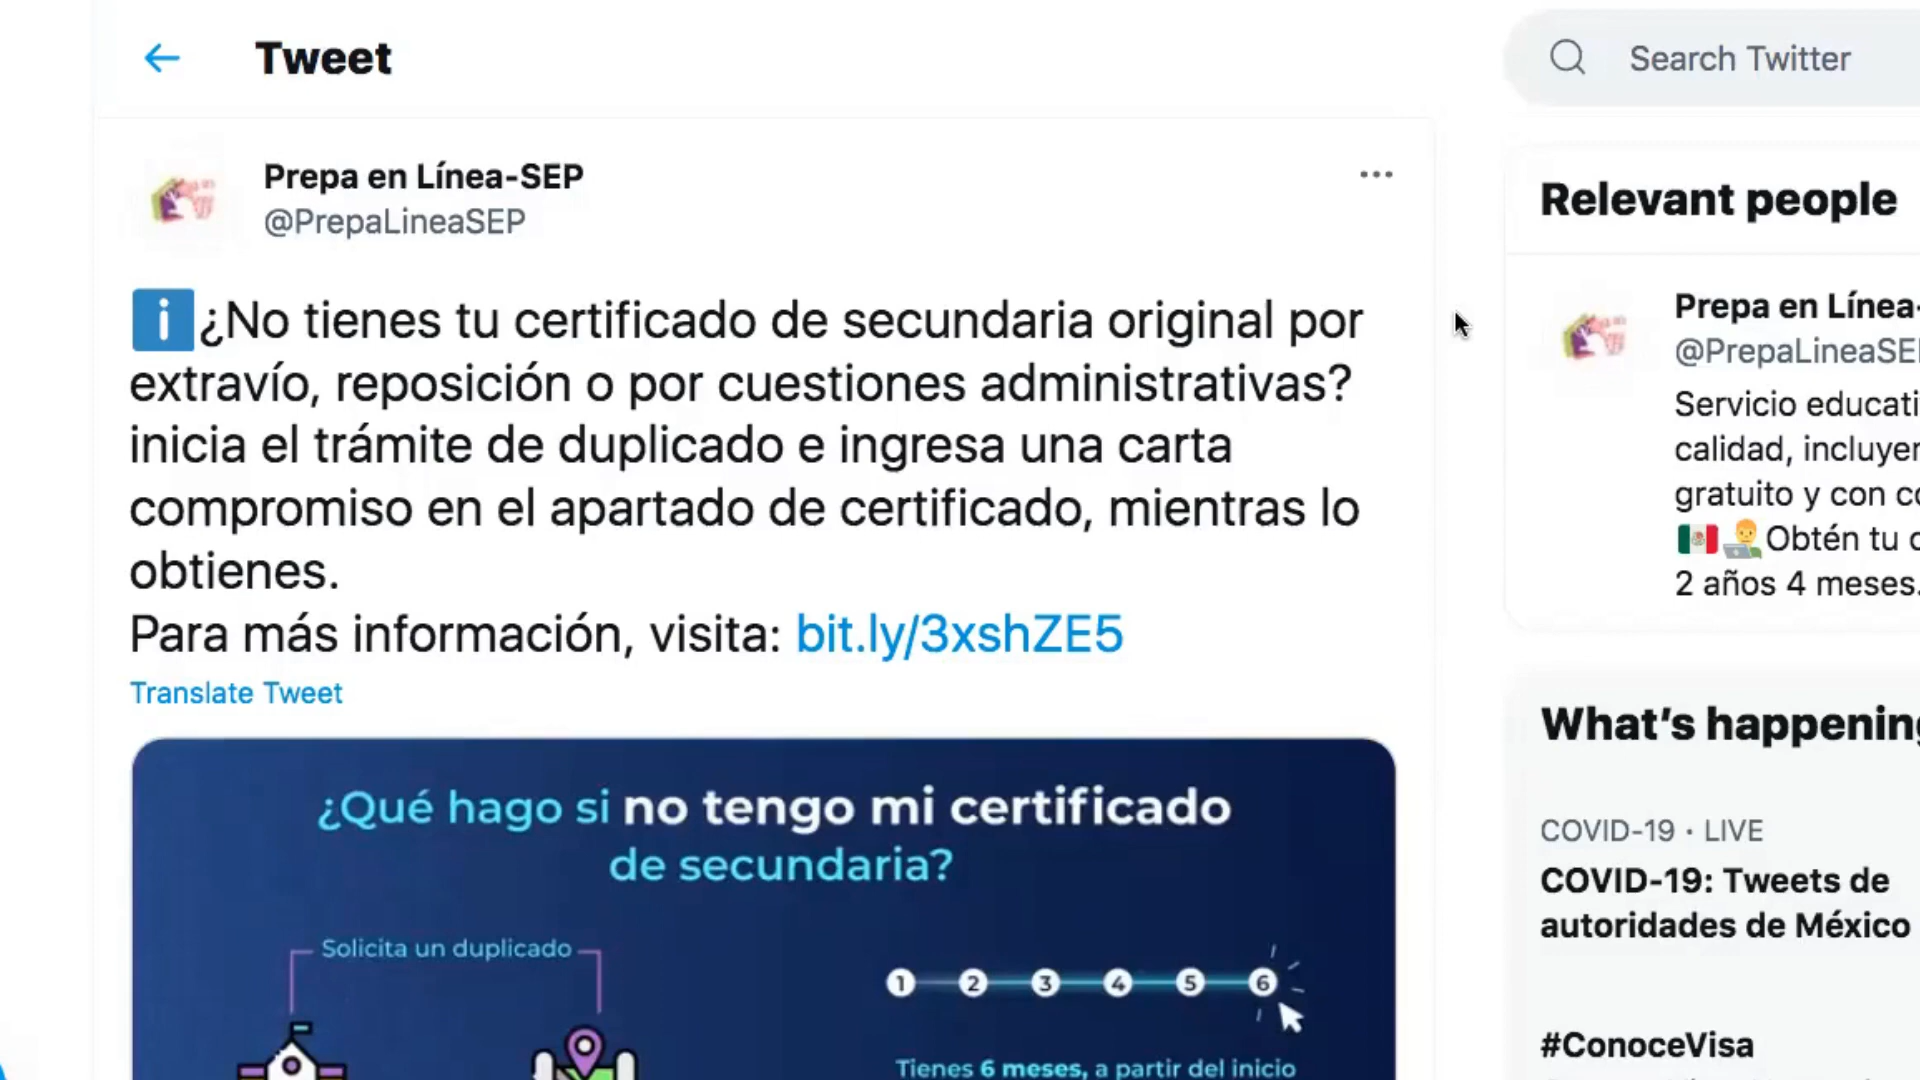 Tweet
Search Twitter
Prepa en Línea-SEP
@PrepaLineaSEP
i ¿No tienes tu certificado de secundaria original por
extravío, reposición o por cuestiones administrativas?
inicia el trámite de duplicado e ingresa una carta
compromiso en el apartado de certificado, mientras lo
obtienes.
Para más información, visita: bit.ly/3xshZE5
Translate Tweet
¿Qué hago si no tengo mi certificado
de secundaria?
Solicita un duplicado
1 2 3 4 5 6
Tienes 6 meses, a partir del inicio
Relevant people
Prepa en Línea-
@PrepaLineaSE
Servicio educati
calidad, incluyen
gratuito y con co
Obtén tu c
2 años 4 meses.
What's happening
COVID-19 · LIVE
COVID-19: Tweets de
autoridades de México
#ConoceVisa